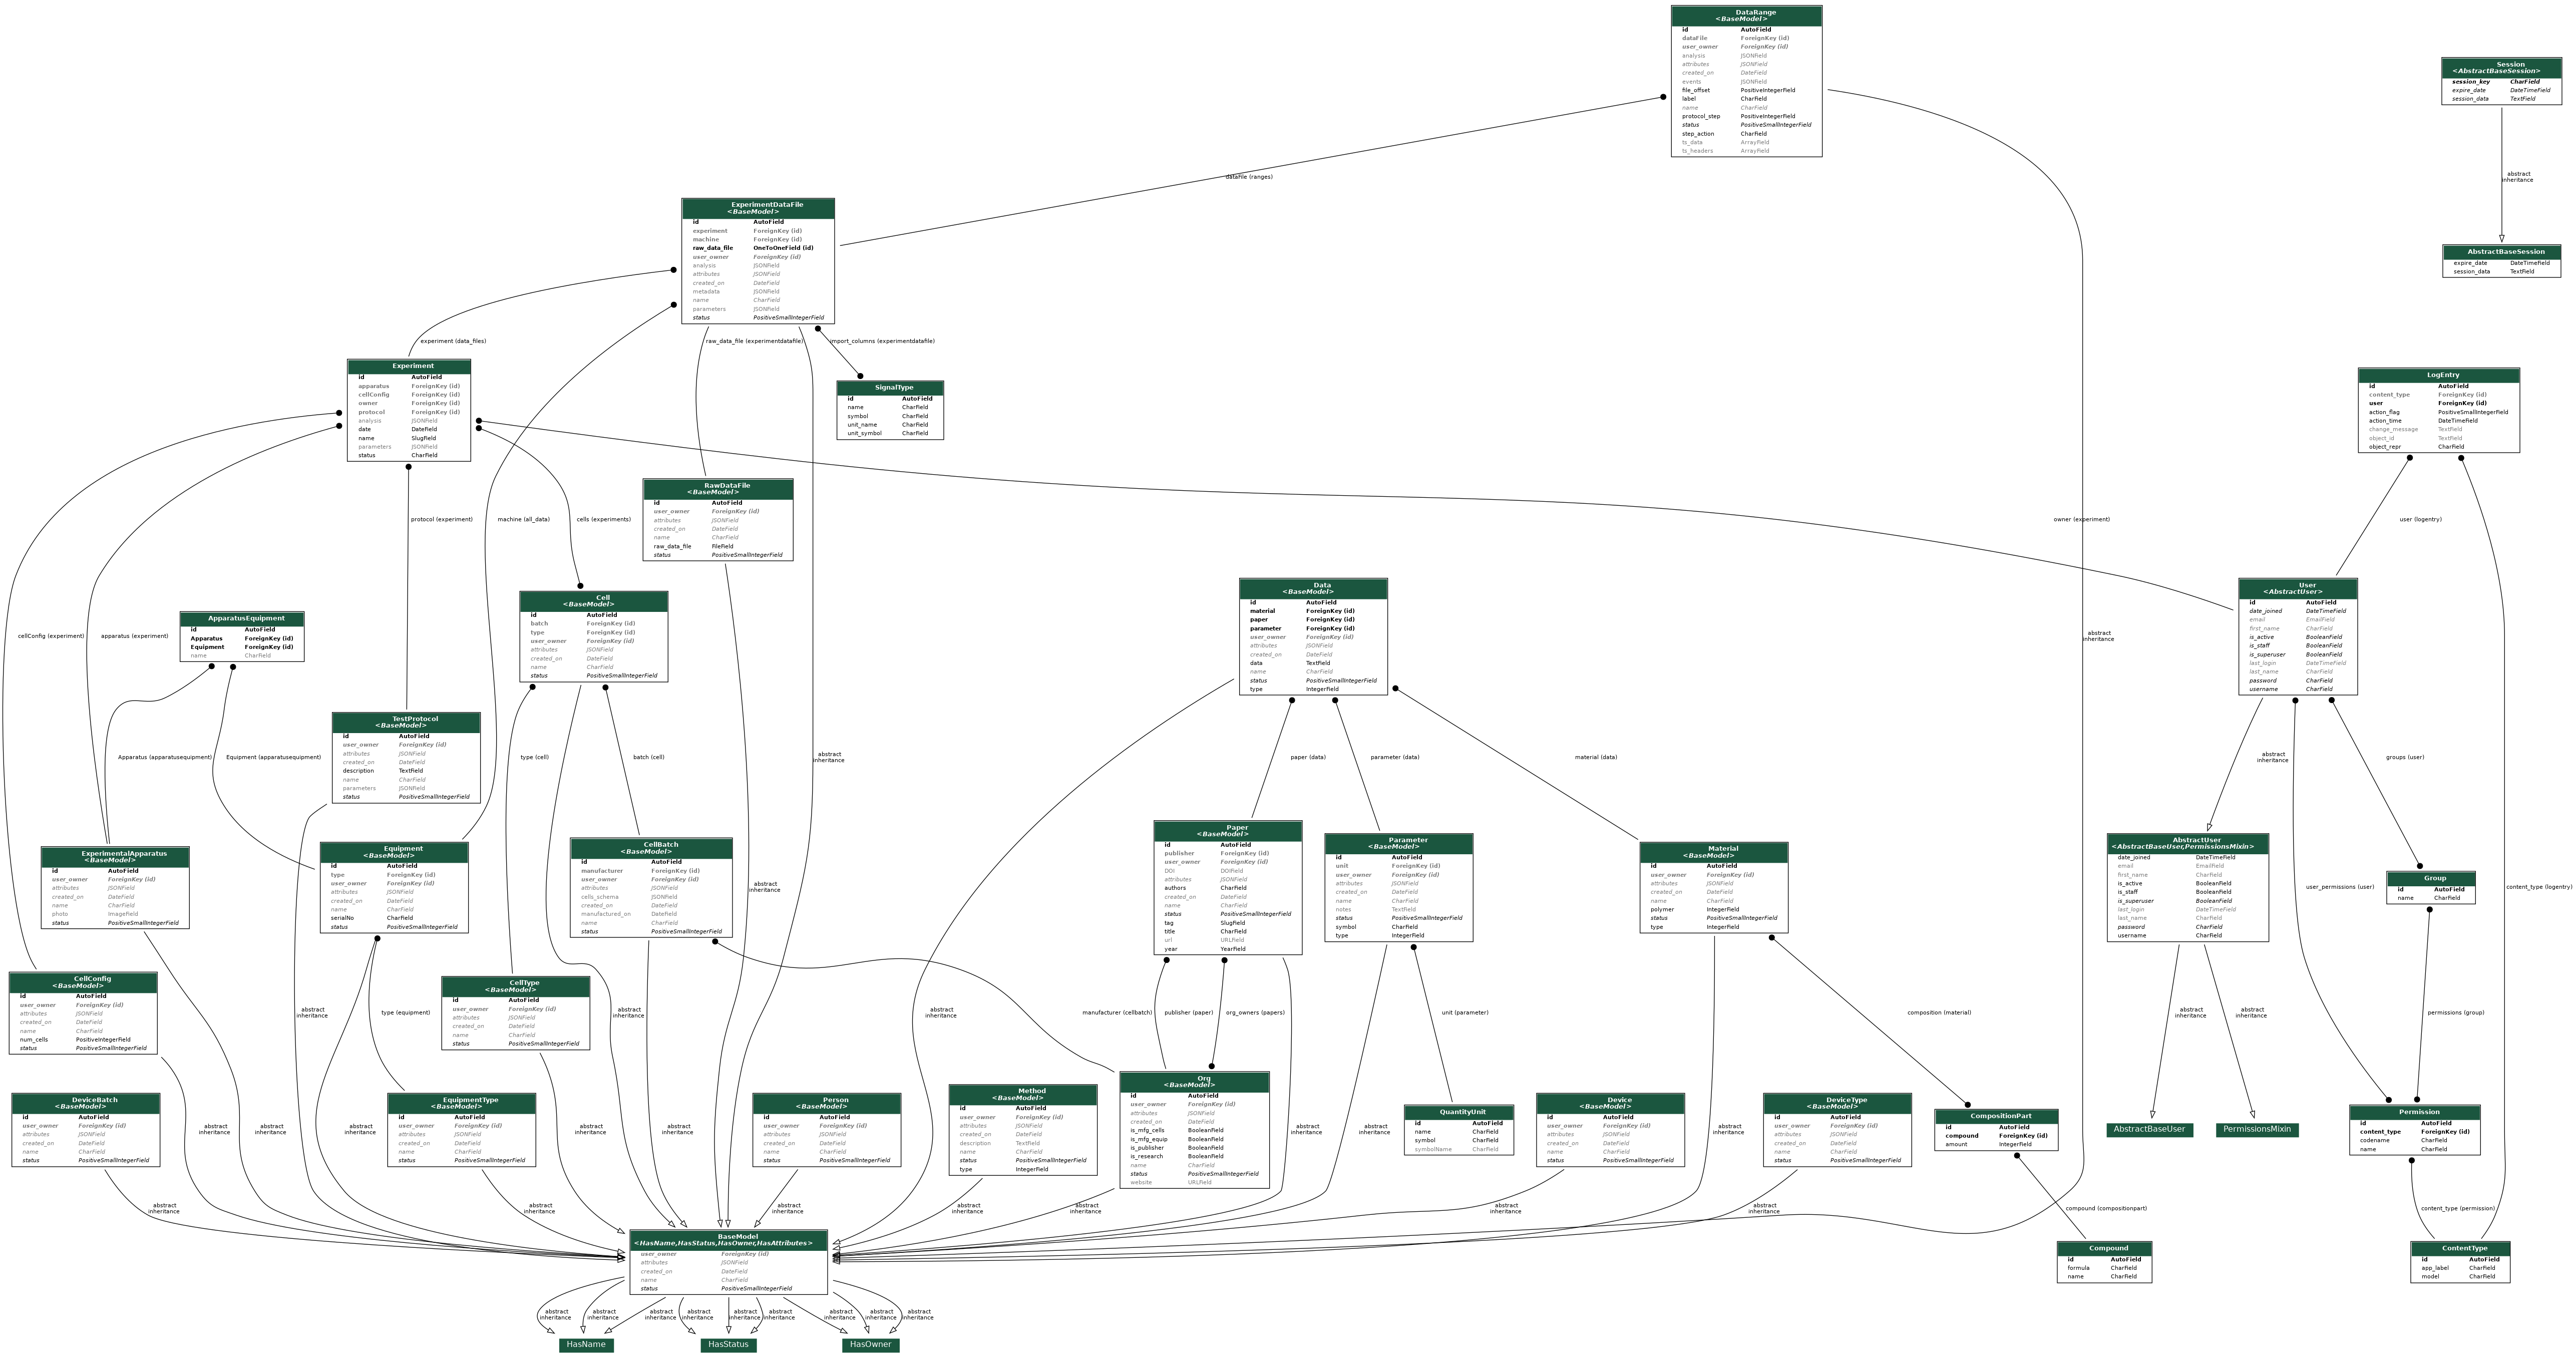 DataRange
<BaseModel>
id AutoField
dataFile ForeignKey (id)
user_owner ForeignKey (id)
analysis JSONField
attributes JSONField
created_on DateField
events JSONField
file_offset PositiveIntegerField
label CharField
name CharField
protocol_step PositiveIntegerField
status PositiveSmallIntegerField
step_action CharField
ts_data ArrayField
ts_headers ArrayField
Session
<AbstractBaseSession>
session_key CharField
expire_date DateTimeField
session_data TextField
abstract
inheritance
dataFile (ranges)
ExperimentDataFile
<BaseModel>
id AutoField
experiment ForeignKey (id)
machine ForeignKey (id)
raw_data_file OneToOneField (id)
user_owner ForeignKey (id)
analysis JSONField
attributes JSONField
created_on DateField
metadata JSONField
name CharField
parameters JSONField
status PositiveSmallIntegerField
AbstractBaseSession
expire_date DateTimeField
session_data TextField
experiment (data_files)
raw_data_file (experimentdatafile)
import_columns (experimentdatafile)
Experiment
id AutoField
apparatus ForeignKey (id)
cellConfig ForeignKey (id)
owner ForeignKey (id)
protocol ForeignKey (id)
analysis JSONField
date DateField
name SlugField
parameters JSONField
status CharField
SignalType
id AutoField
name CharField
symbol CharField
unit_name CharField
unit_symbol CharField
LogEntry
id AutoField
content_type ForeignKey (id)
user ForeignKey (id)
action_flag PositiveSmallIntegerField
action_time DateTimeField
change_message TextField
object_id TextField
object_repr CharField
RawDataFile
<BaseModel>
id AutoField
user_owner ForeignKey (id)
attributes JSONField
created_on DateField
name CharField
raw_data_file FileField
status PositiveSmallIntegerField
protocol (experiment)
machine (all_data)
cells (experiments)
owner (experiment)
user (logentry)
Cell
<BaseModel>
id AutoField
batch ForeignKey (id)
type ForeignKey (id)
user_owner ForeignKey (id)
attributes JSONField
created_on DateField
name CharField
status PositiveSmallIntegerField
Data
<BaseModel>
id AutoField
material ForeignKey (id)
paper ForeignKey (id)
parameter ForeignKey (id)
user_owner ForeignKey (id)
attributes JSONField
created_on DateField
data TextField
name CharField
status PositiveSmallIntegerField
type IntegerField
User
<AbstractUser>
id AutoField
date_joined DateTimeField
email EmailField
first_name CharField
is_active BooleanField
is_staff BooleanField
is_superuser BooleanField
last_login DateTimeField
last_name CharField
password CharField
username CharField
cellConfig (experiment)
apparatus (experiment)
ApparatusEquipment
id AutoField
Apparatus ForeignKey (id)
Equipment ForeignKey (id)
name CharField
abstract
inheritance
TestProtocol
<BaseModel>
id AutoField
user_owner ForeignKey (id)
attributes JSONField
created_on DateField
description TextField
name CharField
parameters JSONField
status PositiveSmallIntegerField
Apparatus (apparatusequipment)
Equipment (apparatusequipment)
type (cell)
batch (cell)
abstract
inheritance
paper (data)
parameter (data)
material (data)
abstract
inheritance
groups (user)
ExperimentalApparatus
<BaseModel>
id AutoField
user_owner ForeignKey (id)
attributes JSONField
created_on DateField
name CharField
photo ImageField
status PositiveSmallIntegerField
Equipment
<BaseModel>
id AutoField
type ForeignKey (id)
user_owner ForeignKey (id)
attributes JSONField
created_on DateField
name CharField
serialNo CharField
status PositiveSmallIntegerField
CellBatch
<BaseModel>
id AutoField
manufacturer ForeignKey (id)
user_owner ForeignKey (id)
attributes JSONField
cells_schema JSONField
created_on DateField
manufactured_on DateField
name CharField
status PositiveSmallIntegerField
abstract
inheritance
Paper
<BaseModel>
id AutoField
publisher ForeignKey (id)
user_owner ForeignKey (id)
DOI DOIField
attributes JSONField
authors CharField
created_on DateField
name CharField
status PositiveSmallIntegerField
tag SlugField
title CharField
url URLField
year YearField
Parameter
<BaseModel>
id AutoField
unit ForeignKey (id)
user_owner ForeignKey (id)
attributes JSONField
created_on DateField
name CharField
notes TextField
status PositiveSmallIntegerField
symbol CharField
type IntegerField
Material
<BaseModel>
id AutoField
user_owner ForeignKey (id)
attributes JSONField
created_on DateField
name CharField
polymer IntegerField
status PositiveSmallIntegerField
type IntegerField
AbstractUser
<AbstractBaseUser,PermissionsMixin>
date_joined DateTimeField
email EmailField
first_name CharField
is_active BooleanField
is_staff BooleanField
is_superuser BooleanField
last_login DateTimeField
last_name CharField
password CharField
username CharField
user_permissions (user)
Group
id AutoField
name CharField
content_type (logentry)
CellConfig
<BaseModel>
id AutoField
user_owner ForeignKey (id)
attributes JSONField
created_on DateField
name CharField
num_cells PositiveIntegerField
status PositiveSmallIntegerField
abstract
inheritance
type (equipment)
CellType
<BaseModel>
id AutoField
user_owner ForeignKey (id)
attributes JSONField
created_on DateField
name CharField
status PositiveSmallIntegerField
abstract
inheritance
abstract
inheritance
manufacturer (cellbatch)
publisher (paper)
org_owners (papers)
unit (parameter)
composition (material)
abstract
inheritance
abstract
inheritance
permissions (group)
DeviceBatch
<BaseModel>
id AutoField
user_owner ForeignKey (id)
attributes JSONField
created_on DateField
name CharField
status PositiveSmallIntegerField
abstract
inheritance
abstract
inheritance
abstract
inheritance
EquipmentType
<BaseModel>
id AutoField
user_owner ForeignKey (id)
attributes JSONField
created_on DateField
name CharField
status PositiveSmallIntegerField
abstract
inheritance
abstract
inheritance
Person
<BaseModel>
id AutoField
user_owner ForeignKey (id)
attributes JSONField
created_on DateField
name CharField
status PositiveSmallIntegerField
Method
<BaseModel>
id AutoField
user_owner ForeignKey (id)
attributes JSONField
created_on DateField
description TextField
name CharField
status PositiveSmallIntegerField
type IntegerField
Org
<BaseModel>
id AutoField
user_owner ForeignKey (id)
attributes JSONField
created_on DateField
is_mfg_cells BooleanField
is_mfg_equip BooleanField
is_publisher BooleanField
is_research BooleanField
name CharField
status PositiveSmallIntegerField
website URLField
abstract
inheritance
abstract
inheritance
QuantityUnit
id AutoField
name CharField
symbol CharField
symbolName CharField
Device
<BaseModel>
id AutoField
user_owner ForeignKey (id)
attributes JSONField
created_on DateField
name CharField
status PositiveSmallIntegerField
abstract
inheritance
DeviceType
<BaseModel>
id AutoField
user_owner ForeignKey (id)
attributes JSONField
created_on DateField
name CharField
status PositiveSmallIntegerField
CompositionPart
id AutoField
compound ForeignKey (id)
amount IntegerField
AbstractBaseUser
PermissionsMixin
Permission
id AutoField
content_type ForeignKey (id)
codename CharField
name CharField
abstract
inheritance
abstract
inheritance
abstract
inheritance
abstract
inheritance
abstract
inheritance
abstract
inheritance
abstract
inheritance
compound (compositionpart)
content_type (permission)
BaseModel
<HasName,HasStatus,HasOwner,HasAttributes>
user_owner ForeignKey (id)
attributes JSONField
created_on DateField
name CharField
status PositiveSmallIntegerField
Compound
id AutoField
formula CharField
name CharField
ContentType
id AutoField
app_label CharField
model CharField
abstract
inheritance
abstract
inheritance
abstract
inheritance
abstract
inheritance
abstract
inheritance
abstract
inheritance
abstract
inheritance
abstract
inheritance
abstract
inheritance
HasName
HasStatus
HasOwner